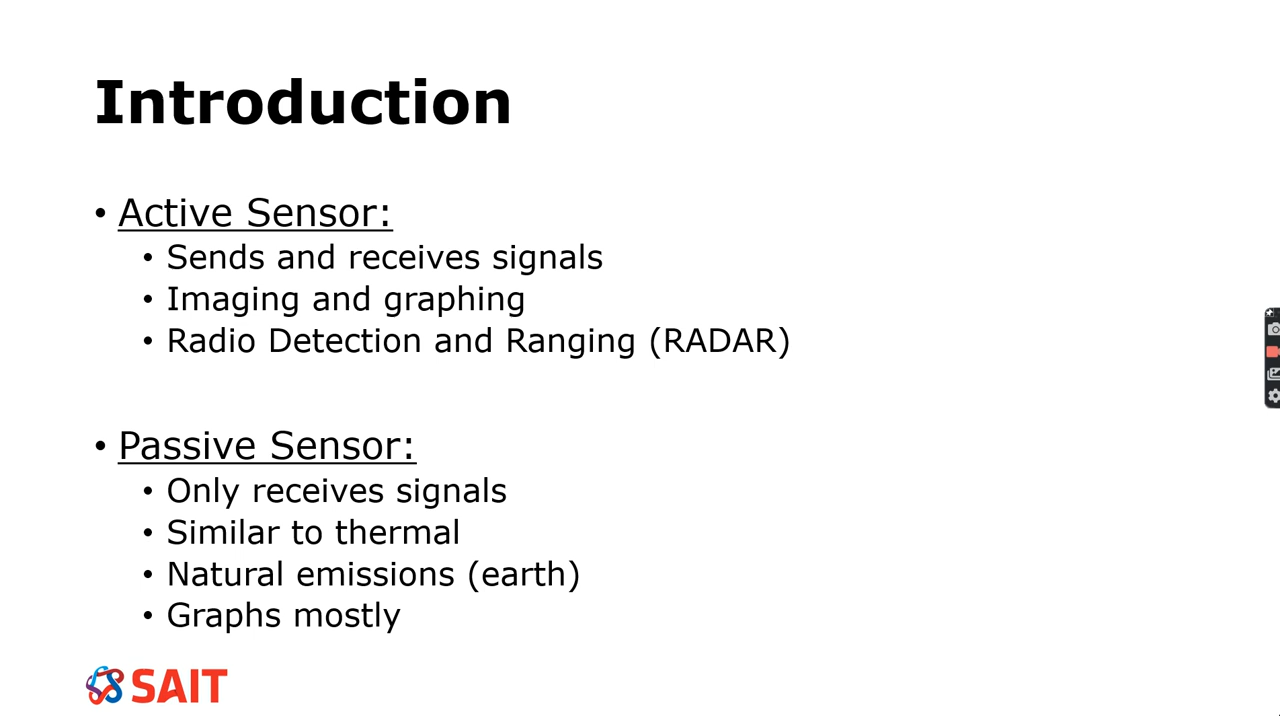 Introduction
• Active Sensor:
• Sends and receives signals
• Imaging and graphing
• Radio Detection and Ranging (RADAR)
• Passive Sensor:
• Only receives signals
• Similar to thermal
• Natural emissions (earth)
• Graphs mostly
SAIT